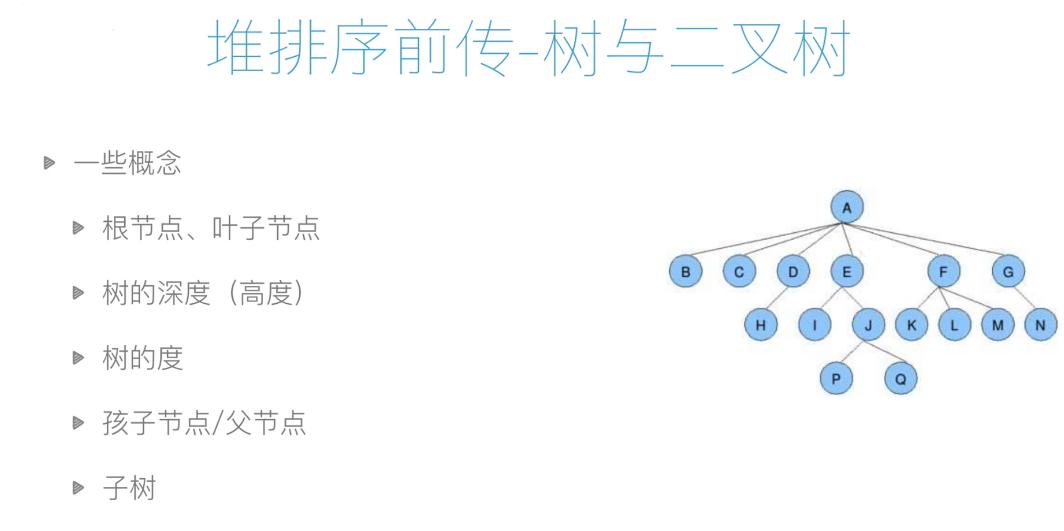 堆排序前传-树与二叉树
一些概念
根节点、叶子节点
树的深度（高度）
树的度
孩子节点/父节点
子树
A
B C D E F G
H I J K L M N
P Q